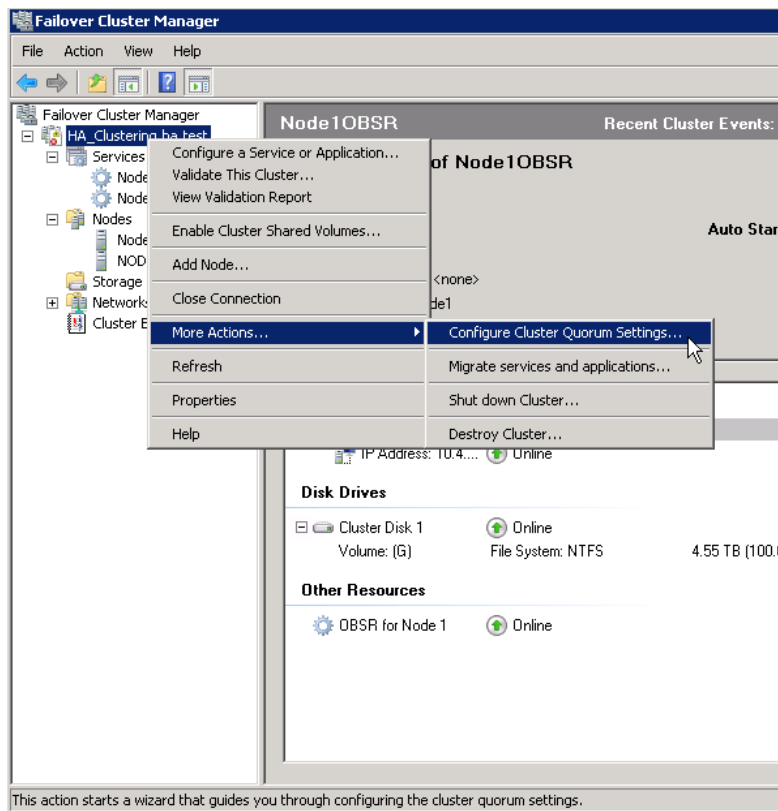 Failover Cluster Manager
File Action View Help
Failover Cluster Manager
HA_Clustering.ha.test
Services
Node
Node
Nodes
Node
NOD
Storage
Network
Cluster E
Node1OBSR Recent Cluster Events:
of Node1OBSR
Auto Star
<none>
de1
Configure a Service or Application...
Validate This Cluster...
View Validation Report
Enable Cluster Shared Volumes...
Add Node...
Close Connection
More Actions...
Refresh
Properties
Help
Configure Cluster Quorum Settings...
Migrate services and applications...
Shut down Cluster...
Destroy Cluster...
IP Address: 10.4.... Online
Disk Drives
Cluster Disk 1 Online
Volume: (G) File System: NTFS 4.55 TB (100.
Other Resources
OBSR for Node 1 Online
This action starts a wizard that guides you through configuring the cluster quorum settings.